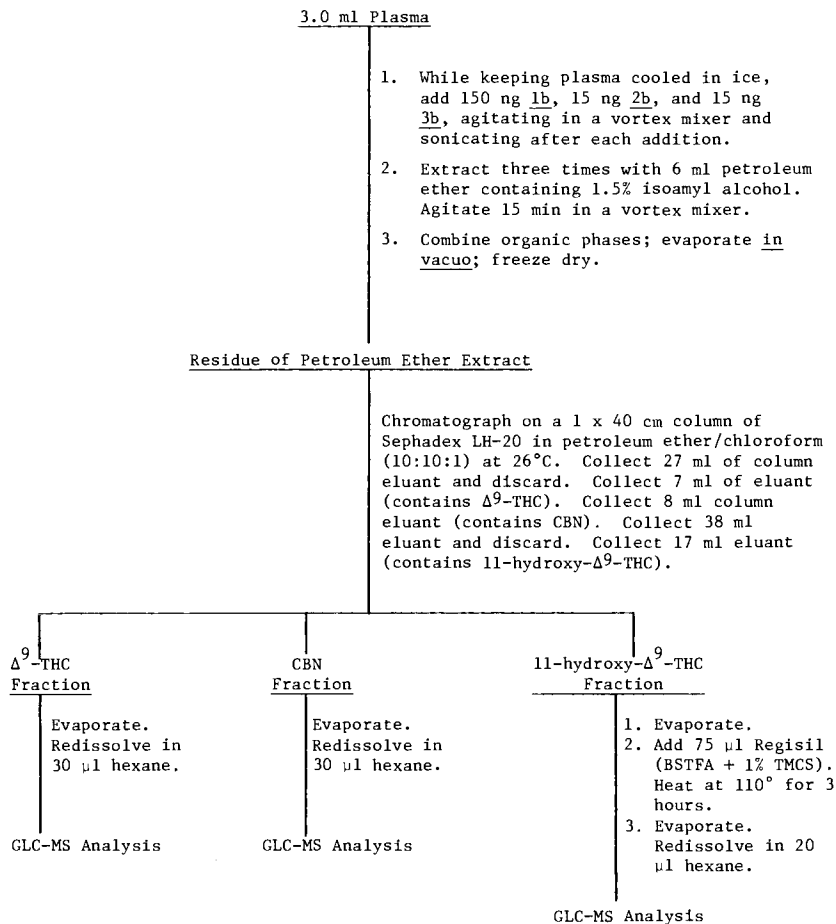 3.0 ml Plasma
1. While keeping plasma cooled in ice,
add 150 ng 1b, 15 ng 2b, and 15 ng
3b, agitating in a vortex mixer and
sonicating after each addition.
2. Extract three times with 6 ml petroleum
ether containing 1.5% isoamyl alcohol.
Agitate 15 min in a vortex mixer.
3. Combine organic phases; evaporate in
vacuo; freeze dry.
Residue of Petroleum Ether Extract
Chromatograph on a 1 x 40 cm column of
Sephadex LH-20 in petroleum ether/chloroform
(10:10:1) at 26°C. Collect 27 ml of column
eluant and discard. Collect 7 ml of eluant
(contains Δ9-THC). Collect 8 ml column
eluant (contains CBN). Collect 38 ml
eluant and discard. Collect 17 ml eluant
(contains 11-hydroxy-Δ9-THC).
Δ9-THC
Fraction
Evaporate.
Redissolve in
30 μl hexane.
GLC-MS Analysis
CBN
Fraction
Evaporate.
Redissolve in
30 μl hexane.
GLC-MS Analysis
11-hydroxy-Δ9-THC
Fraction
1. Evaporate.
2. Add 75 μl Regisil
(BSTFA + 1% TMCS).
Heat at 110° for 3
hours.
3. Evaporate.
Redissolve in 20
μl hexane.
GLC-MS Analysis